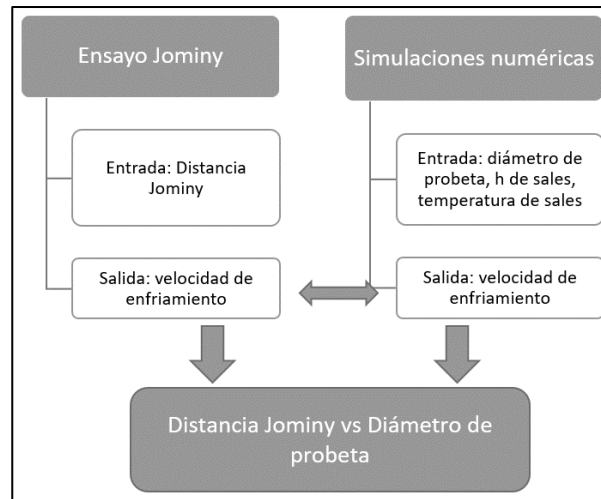 Ensayo Jominy
Entrada: Distancia
Jominy
Salida: velocidad de
enfriamiento
Simulaciones numéricas
Entrada: diámetro de
probeta, h de sales,
temperatura de sales
Salida: velocidad de
enfriamiento
Distancia Jominy vs Diámetro de
probeta